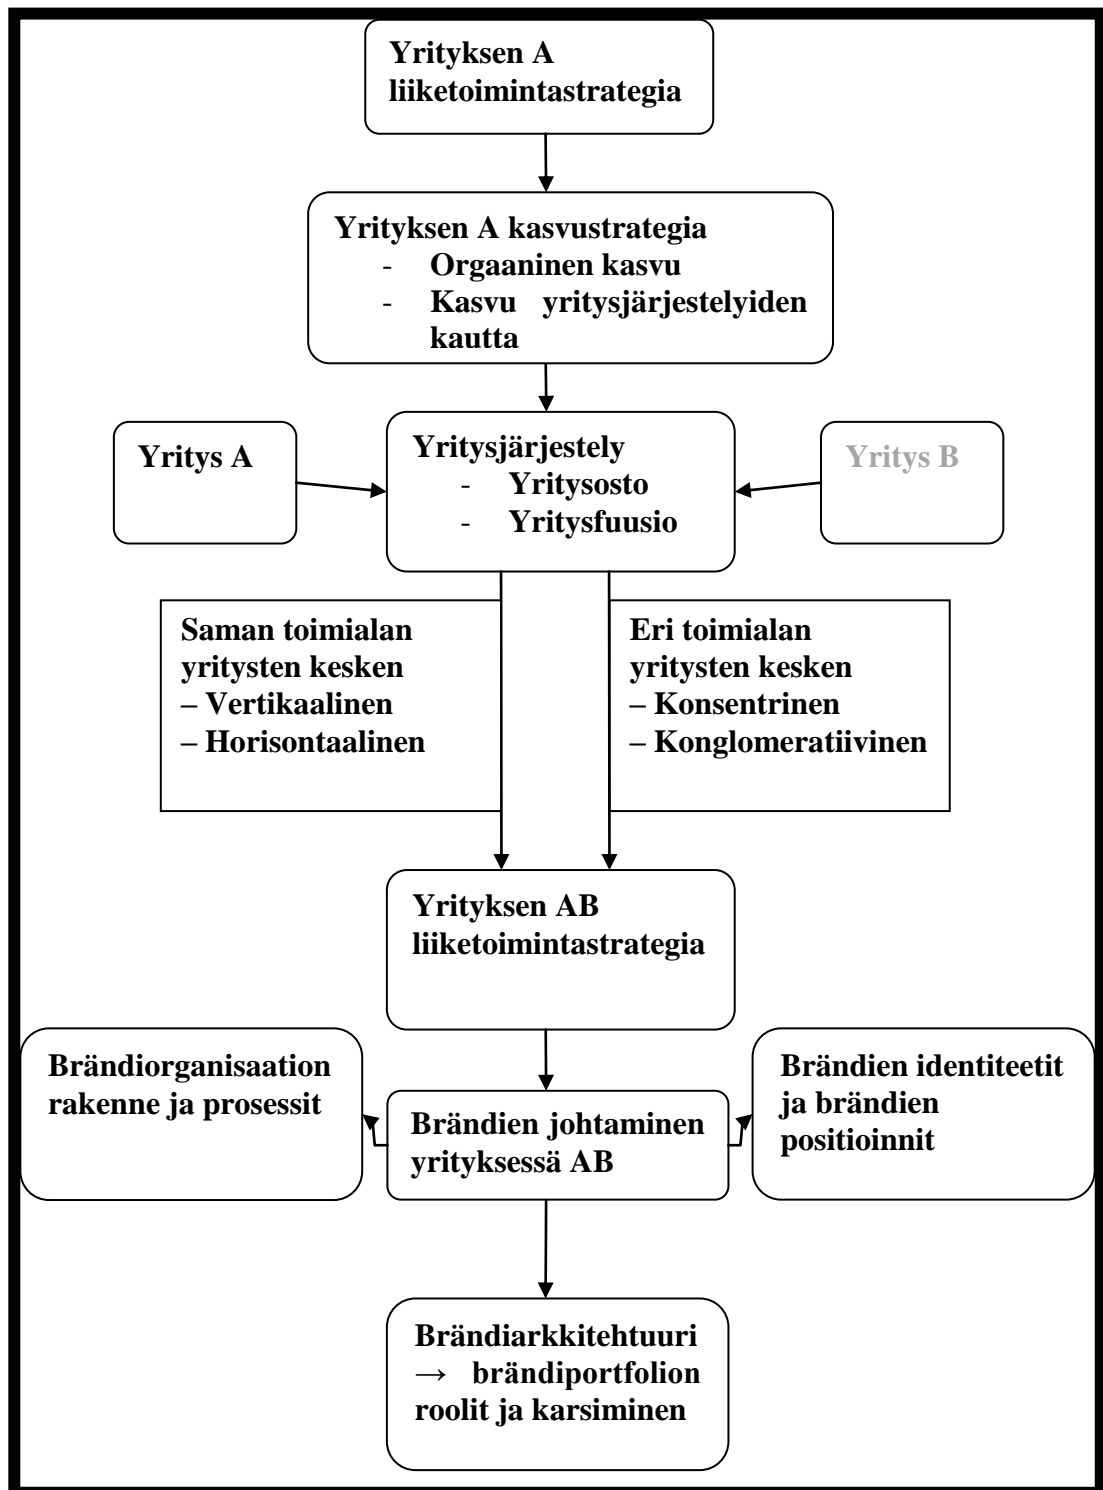 Yrityksen A
liiketoimintastrategia
Yrityksen A kasvustrategia
- Orgaaninen kasvu
- Kasvu yritysjärjestelyiden
kautta
Yritys A
Yritysjärjestely
- Yritysosto
- Yritysfuusio
Yritys B
Saman toimialan
yritysten kesken
– Vertikaalinen
– Horisontaalinen
Eri toimialan
yritysten kesken
– Konsentrinen
– Konglomeratiivinen
Yrityksen AB
liiketoimintastrategia
Brändiorganisaation
rakenne ja prosessit
Brändien johtaminen
yrityksessä AB
Brändien identiteetit
ja brändien
positioinnit
Brändiarkkitehtuuri
→ brändiportfolion
roolit ja karsiminen